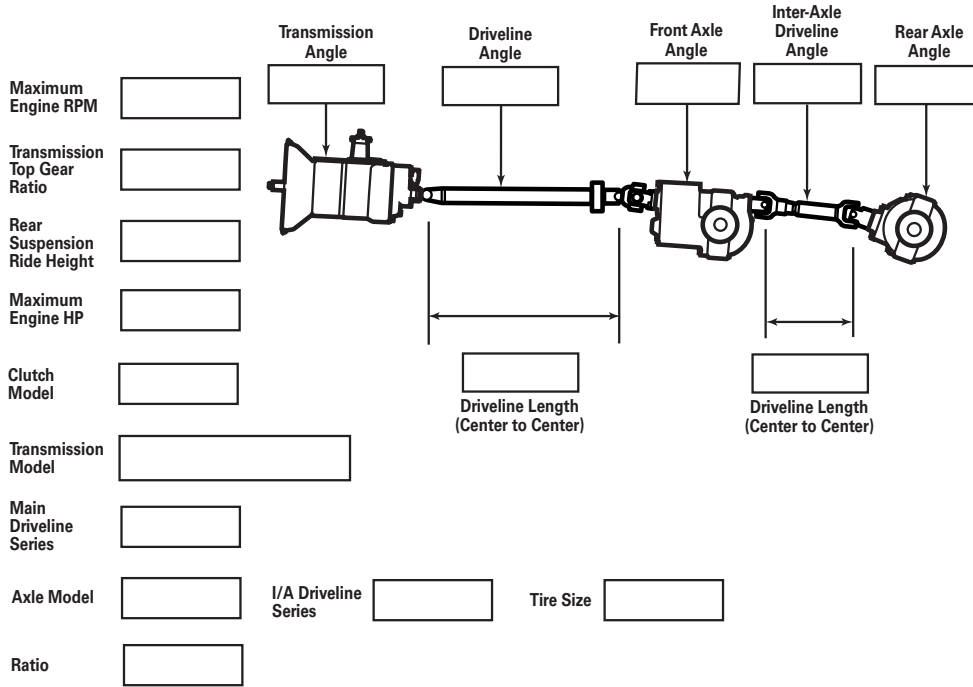 Transmission
Angle
Driveline
Angle
Front Axle
Angle
Inter-Axle
Driveline
Angle
Rear Axle
Angle
Maximum
Engine RPM
Transmission
Top Gear
Ratio
Rear
Suspension
Ride Height
Maximum
Engine HP
Clutch
Model
Driveline Length
(Center to Center)
Driveline Length
(Center to Center)
Transmission
Model
Main
Driveline
Series
Axle Model
I/A Driveline
Series
Tire Size
Ratio